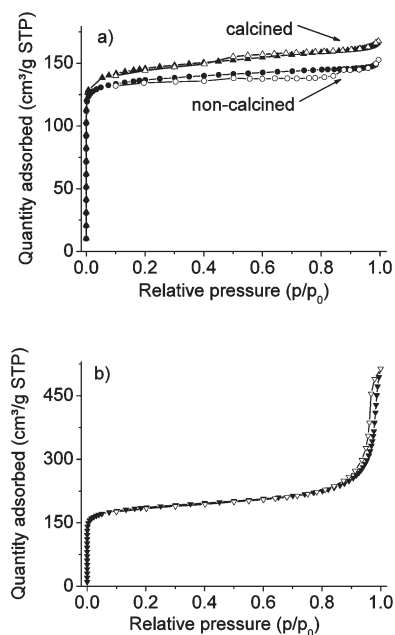 a)
calcined
non-calcined
Quantity adsorbed (cm³/g STP)
150
100
50
0
0.0 0.2 0.4 0.6 0.8 1.0
Relative pressure (p/p₀)
b)
Quantity adsorbed (cm³/g STP)
450
300
150
0
0.0 0.2 0.4 0.6 0.8 1.0
Relative pressure (p/p₀)